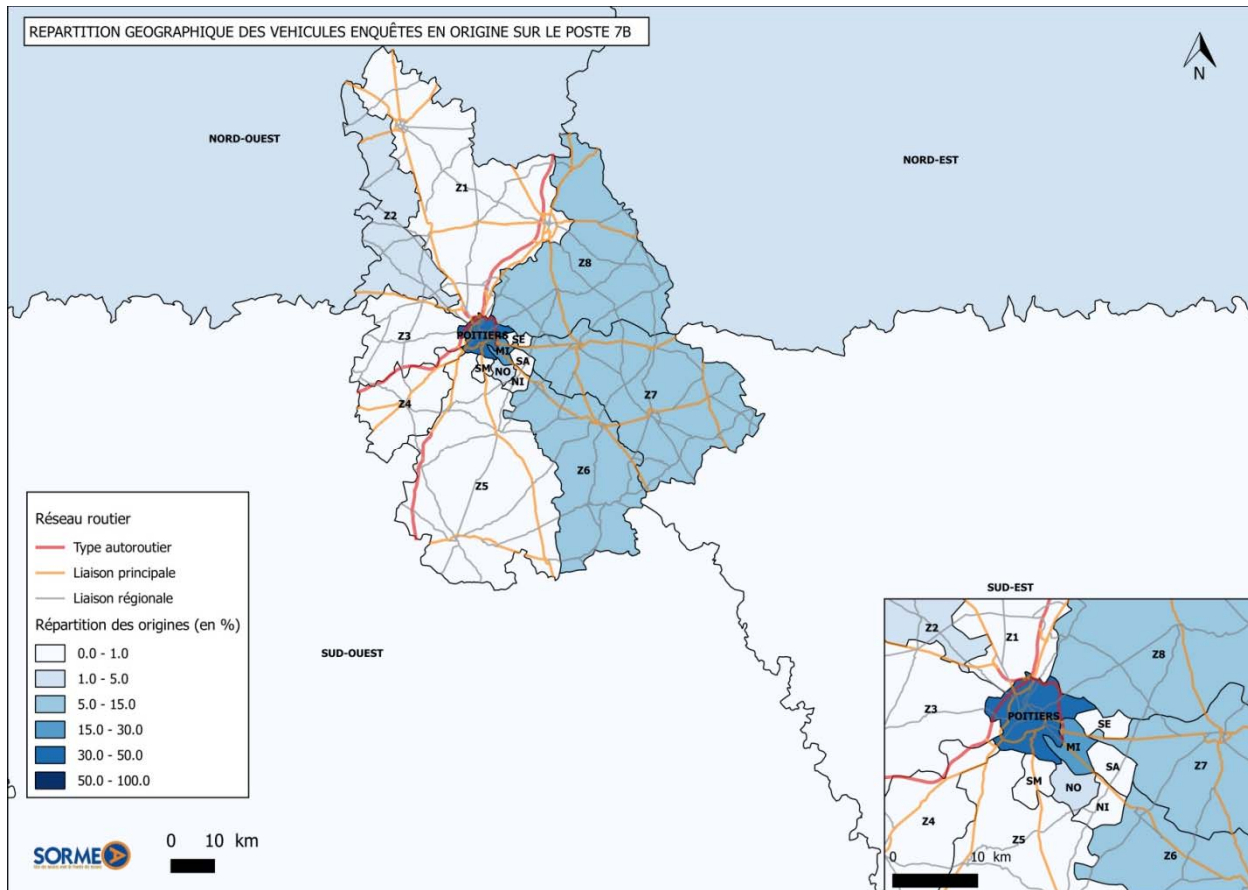 REPARTITION GEOGRAPHIQUE DES VEHICULES ENQUÊTES EN ORIGINE SUR LE POSTE 7B
N
NORD-OUEST
NORD-EST
Z1
Z2
Z8
Z3
POITIERS
SE
MI
SA
SM
NO
NI
Z4
Z7
Z6
Z5
SUD-OUEST
SUD-EST
Réseau routier
Type autoroutier
Liaison principale
Liaison régionale
Répartition des origines (en %)
0.0 - 1.0
1.0 - 5.0
5.0 - 15.0
15.0 - 30.0
30.0 - 50.0
50.0 - 100.0
SORME
0 10 km
Z2
Z1
Z8
Z3
POITIERS
SE
MI
SA
Z7
SM
NO
NI
Z4
Z5
Z6
0 10 km